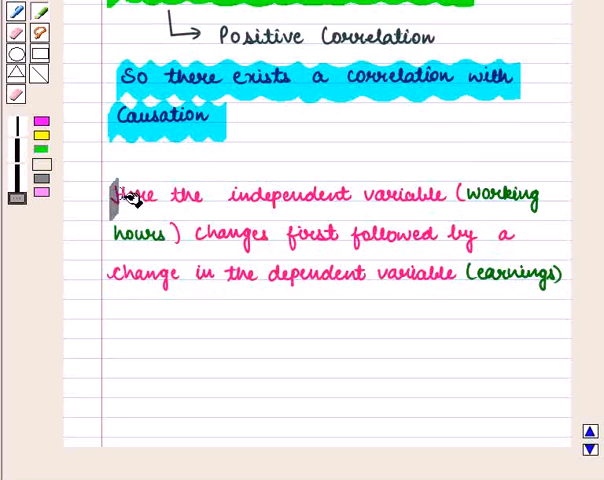 Positive Correlation
So there exists a correlation with
Causation
Here the independent variable (working
hours) changes first followed by a
change in the dependent variable (earnings)